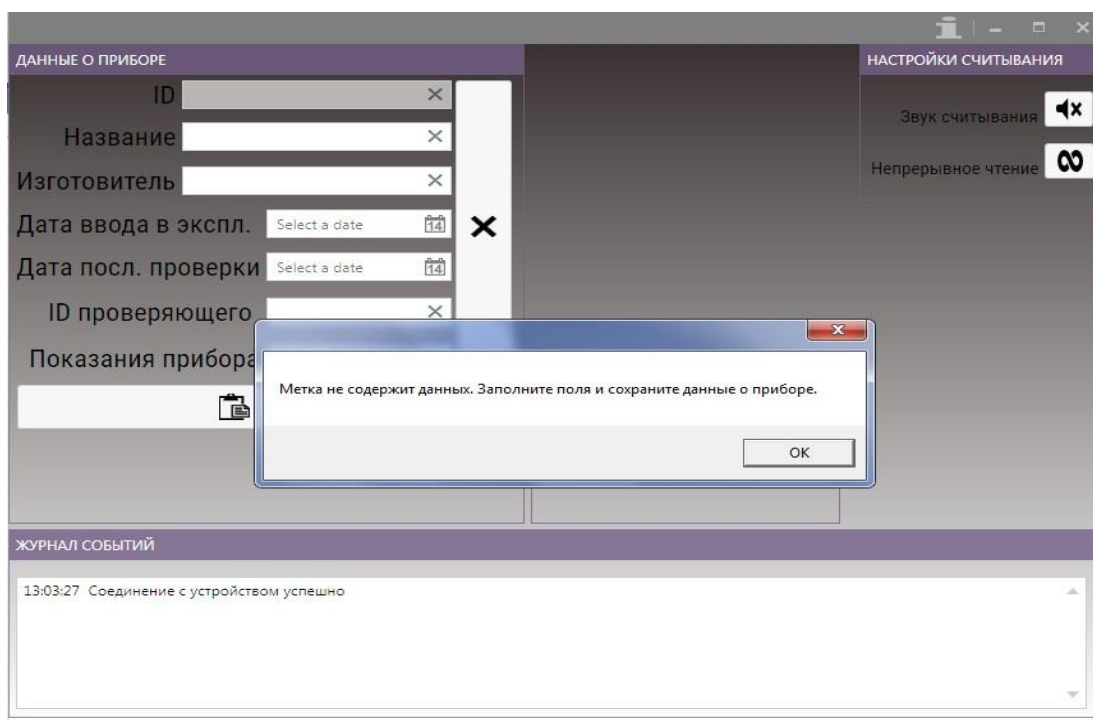 ДАННЫЕ О ПРИБОРЕ
НАСТРОЙКИ СЧИТЫВАНИЯ
ID
Звук считывания
Название
Непрерывное чтение
Изготовитель
Дата ввода в экспл. Select a date 14
Дата посл. проверки Select a date 14
ID проверяющего
Показания прибора
Метка не содержит данных. Заполните поля и сохраните данные о приборе.
OK
ЖУРНАЛ СОБЫТИЙ
13:03:27 Соединение с устройством успешно